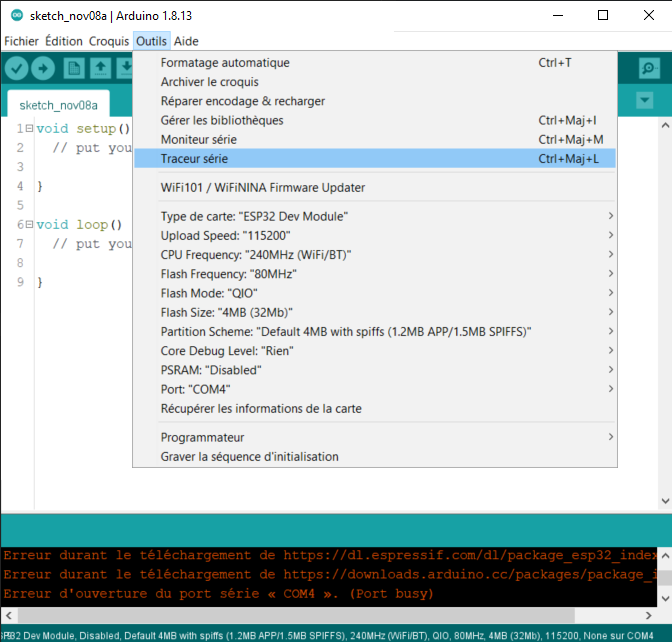 sketch_nov08a | Arduino 1.8.13
Fichier Édition Croquis Outils Aide
sketch_nov08a
1 void setup()
2 // put you
3
4 }
5
6 void loop()
7 // put you
8
9 }
Formatage automatique Ctrl+T
Archiver le croquis
Réparer encodage & recharger
Gérer les bibliothèques Ctrl+Maj+I
Moniteur série Ctrl+Maj+M
Traceur série Ctrl+Maj+L
WiFi101 / WiFiNINA Firmware Updater
Type de carte: "ESP32 Dev Module"
Upload Speed: "115200"
CPU Frequency: "240MHz (WiFi/BT)"
Flash Frequency: "80MHz"
Flash Mode: "QIO"
Flash Size: "4MB (32Mb)"
Partition Scheme: "Default 4MB with spiffs (1.2MB APP/1.5MB SPIFFS)"
Core Debug Level: "Rien"
PSRAM: "Disabled"
Port: "COM4"
Récupérer les informations de la carte
Programmateur
Graver la séquence d'initialisation
Erreur durant le téléchargement de https://dl.espressif.com/dl/package_esp32_index
Erreur durant le téléchargement de https://downloads.arduino.cc/packages/package_i
Erreur d'ouverture du port série « COM4 ». (Port busy)
Dev Module, Disabled, Default 4MB with spiffs (1.2MB APP/1.5MB SPIFFS), 240MHz (WiFi/BT), QIO, 80MHz, 4MB (32Mb), 115200, None sur COM4